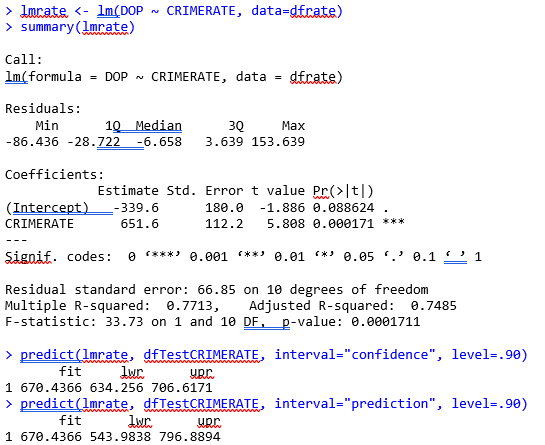 > lmrate <- lm(DOP ~ CRIMERATE, data=dfrate)
> summary(lmrate)
Call:
lm(formula = DOP ~ CRIMERATE, data = dfrate)
Residuals:
Min 1Q Median 3Q Max
-86.436 -28.722 -6.658 3.639 153.639
Coefficients:
Estimate Std. Error t value Pr(>|t|)
(Intercept) -339.6 180.0 -1.886 0.088624 .
CRIMERATE 651.6 112.2 5.808 0.000171 ***
---
Signif. codes: 0 ‘***’ 0.001 ‘**’ 0.01 ‘*’ 0.05 ‘.’ 0.1 ‘ ’ 1
Residual standard error: 66.85 on 10 degrees of freedom
Multiple R-squared: 0.7713, Adjusted R-squared: 0.7485
F-statistic: 33.73 on 1 and 10 DF, p-value: 0.0001711
> predict(lmrate, dfTestCRIMERATE, interval="confidence", level=.90)
fit lwr upr
1 670.4366 634.256 706.6171
> predict(lmrate, dfTestCRIMERATE, interval="prediction", level=.90)
fit lwr upr
1 670.4366 543.9838 796.8894